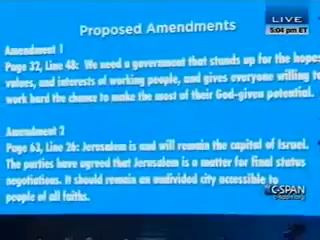 LIVE
5:04 pm ET
Proposed Amendments
Amendment 1
Page 32, Line 48: We need a government that stands up for the hopes,
values, and interests of working people, and gives everyone willing to
work hard the chance to make the most of their God-given potential.
Amendment 2
Page 63, Line 26: Jerusalem is and will remain the capital of Israel.
The parties have agreed that Jerusalem is a matter for final status
negotiations. It should remain an undivided city accessible to
people of all faiths.
C-SPAN
c-span.org